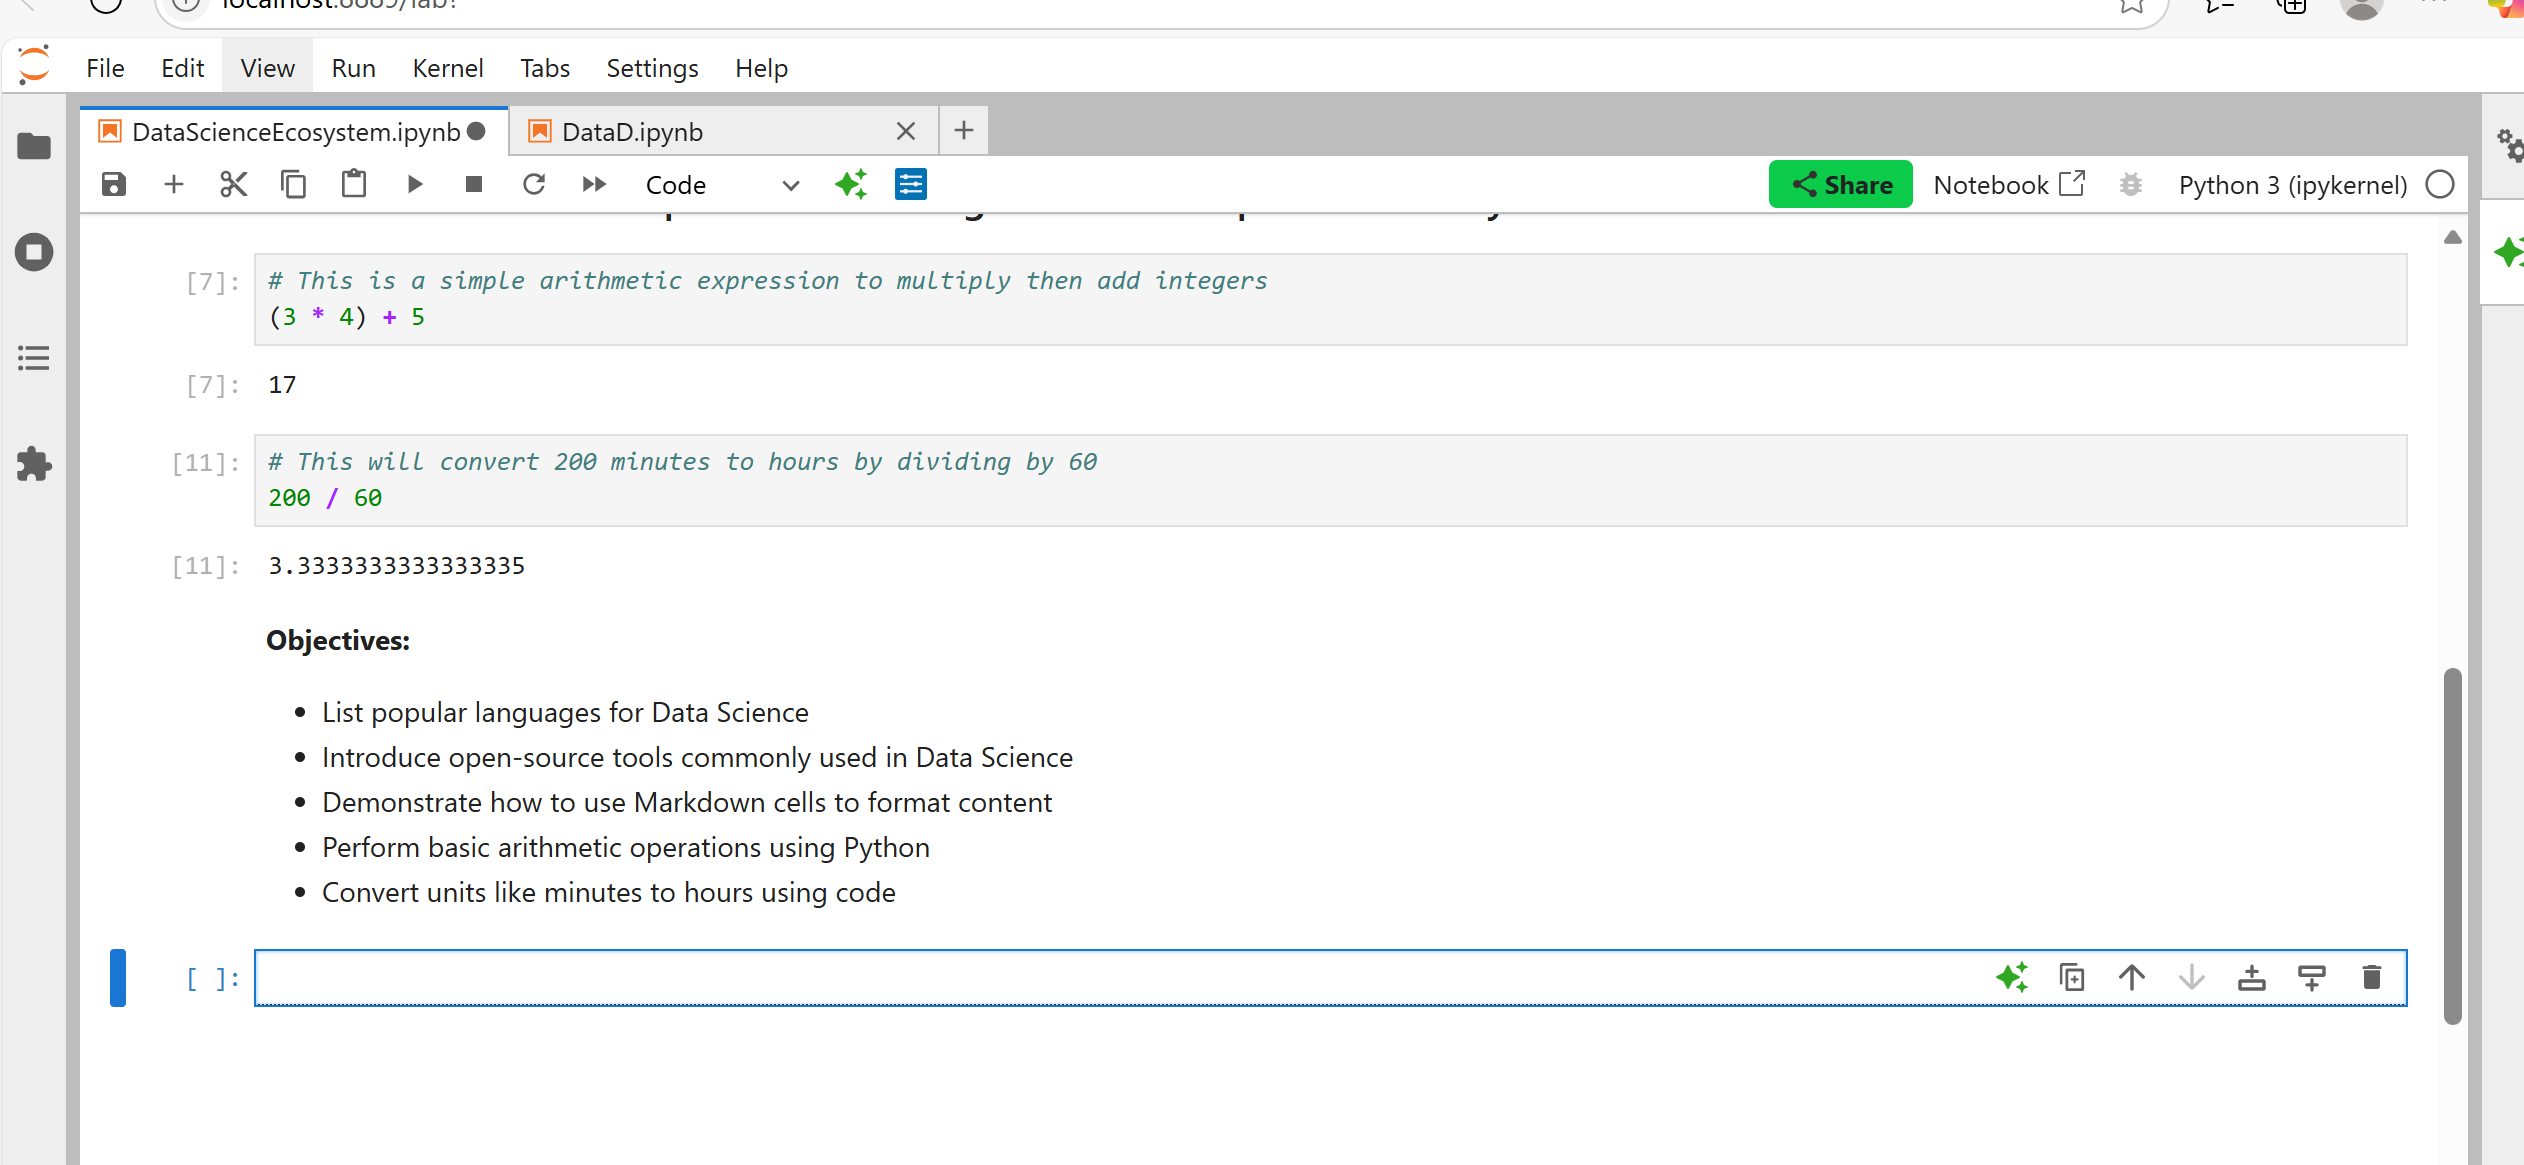 File Edit View Run Kernel Tabs Settings Help
DataScienceEcosystem.ipynb DataD.ipynb
Code Share Notebook Python 3 (ipykernel)
[7]: # This is a simple arithmetic expression to multiply then add integers
(3 * 4) + 5
[7]: 17
[11]: # This will convert 200 minutes to hours by dividing by 60
200 / 60
[11]: 3.3333333333333335
Objectives:
• List popular languages for Data Science
• Introduce open-source tools commonly used in Data Science
• Demonstrate how to use Markdown cells to format content
• Perform basic arithmetic operations using Python
• Convert units like minutes to hours using code
[ ]: